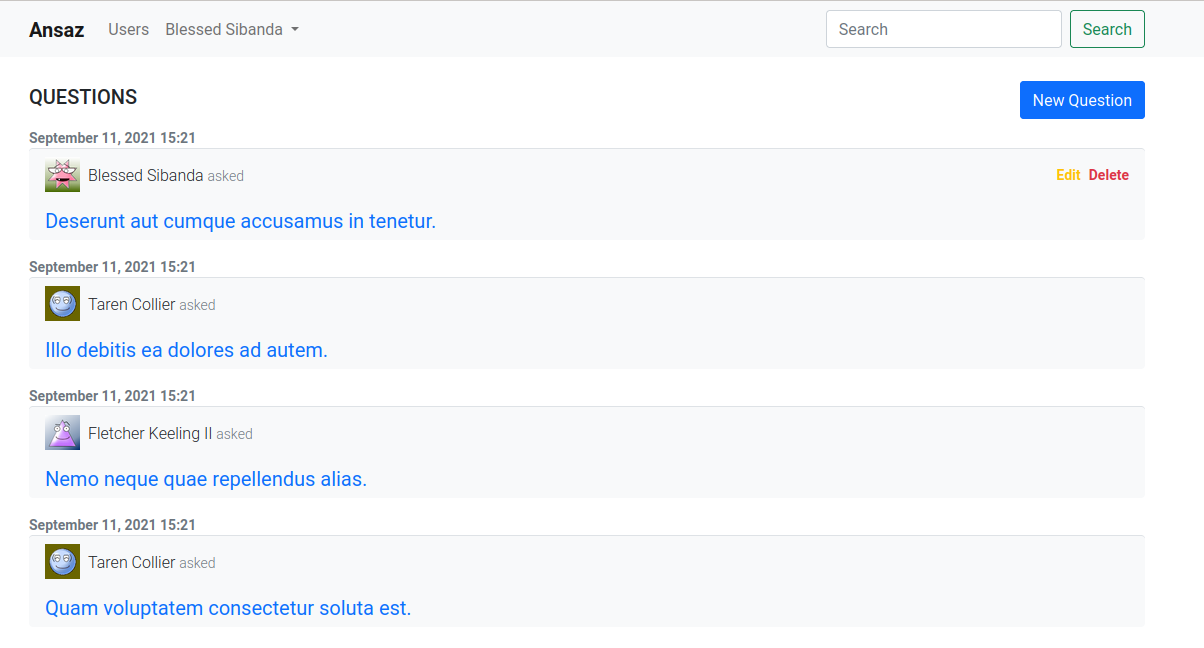 Ansaz Users Blessed Sibanda Search Search
QUESTIONS New Question
September 11, 2021 15:21
Blessed Sibanda asked Edit Delete
Deserunt aut cumque accusamus in tenetur.
September 11, 2021 15:21
Taren Collier asked
Illo debitis ea dolores ad autem.
September 11, 2021 15:21
Fletcher Keeling II asked
Nemo neque quae repellendus alias.
September 11, 2021 15:21
Taren Collier asked
Quam voluptatem consectetur soluta est.